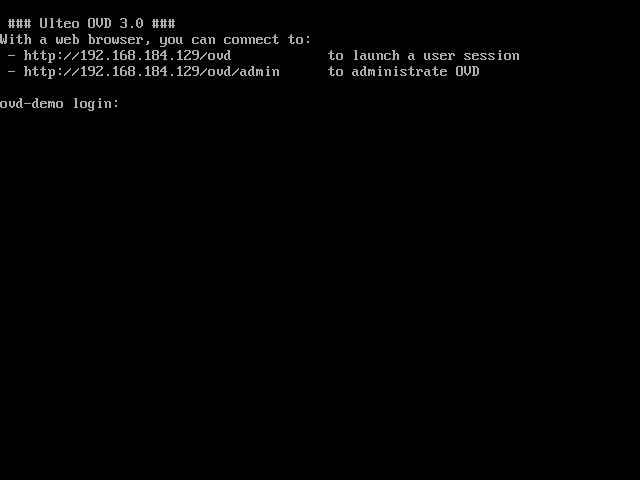 ### Ulteo OVD 3.0 ###
With a web browser, you can connect to:
- http://192.168.184.129/ovd to launch a user session
- http://192.168.184.129/ovd/admin to administrate OVD
ovd-demo login: